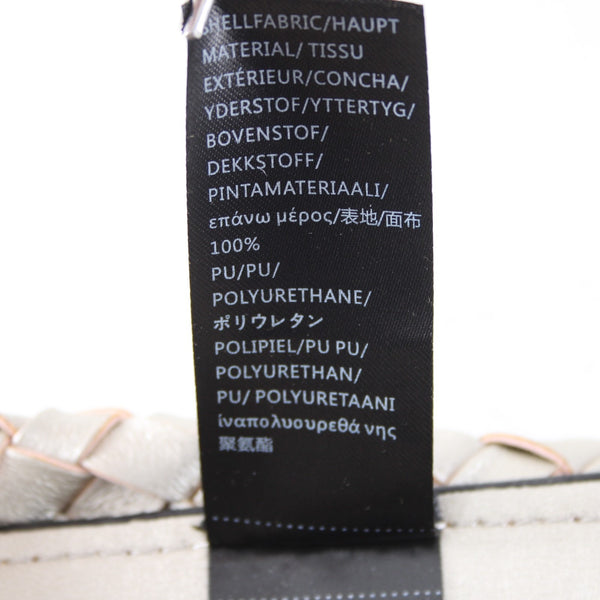 SHELLFABRIC/HAUPT
MATERIAL/ TISSU
EXTÉRIEUR/CONCHA/
YDERSTOF/YTTERTYG/
BOVENSTOF/
DEKKSTOFF/
PINTAMATERIAALI/
επάνω μέρος/表地/面布
100%
PU/PU/
POLYURETHANE/
ポリウレタン
POLIPIEL/PU PU/
POLYURETHAN/
PU/ POLYURETAANI
ίναπολυουρεθά νης
聚氨酯